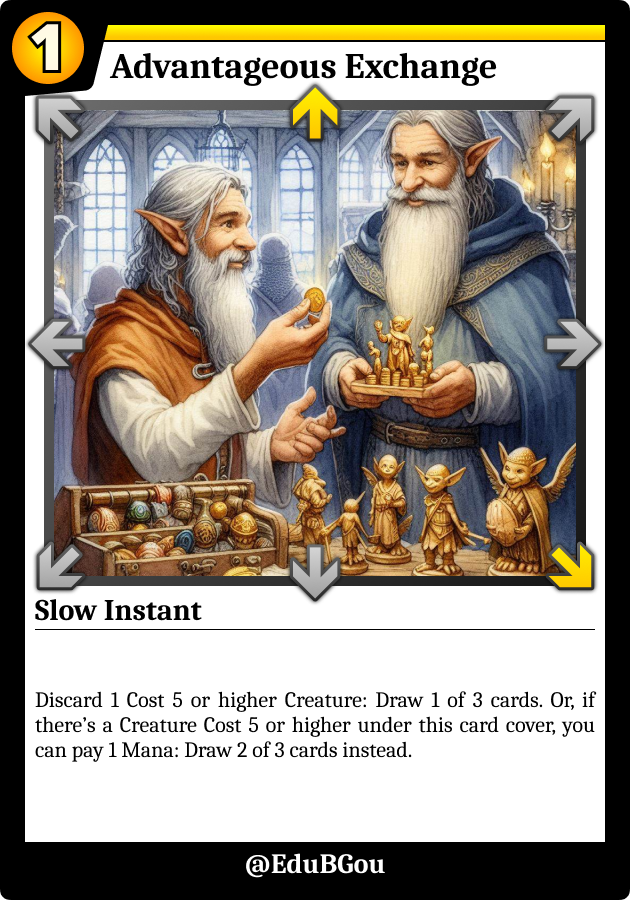 1
Advantageous Exchange
Slow Instant
Discard 1 Cost 5 or higher Creature: Draw 1 of 3 cards. Or, if
there's a Creature Cost 5 or higher under this card cover, you
can pay 1 Mana: Draw 2 of 3 cards instead.
@EduBGou